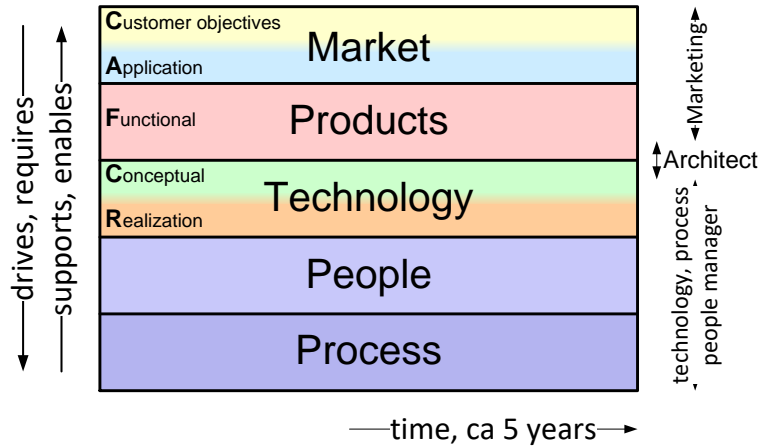 drives, requires
supports, enables
Customer objectives
Market
Application
Functional
Products
Conceptual
Technology
Realization
People
Process
Marketing
Architect
technology, process
people manager
time, ca 5 years